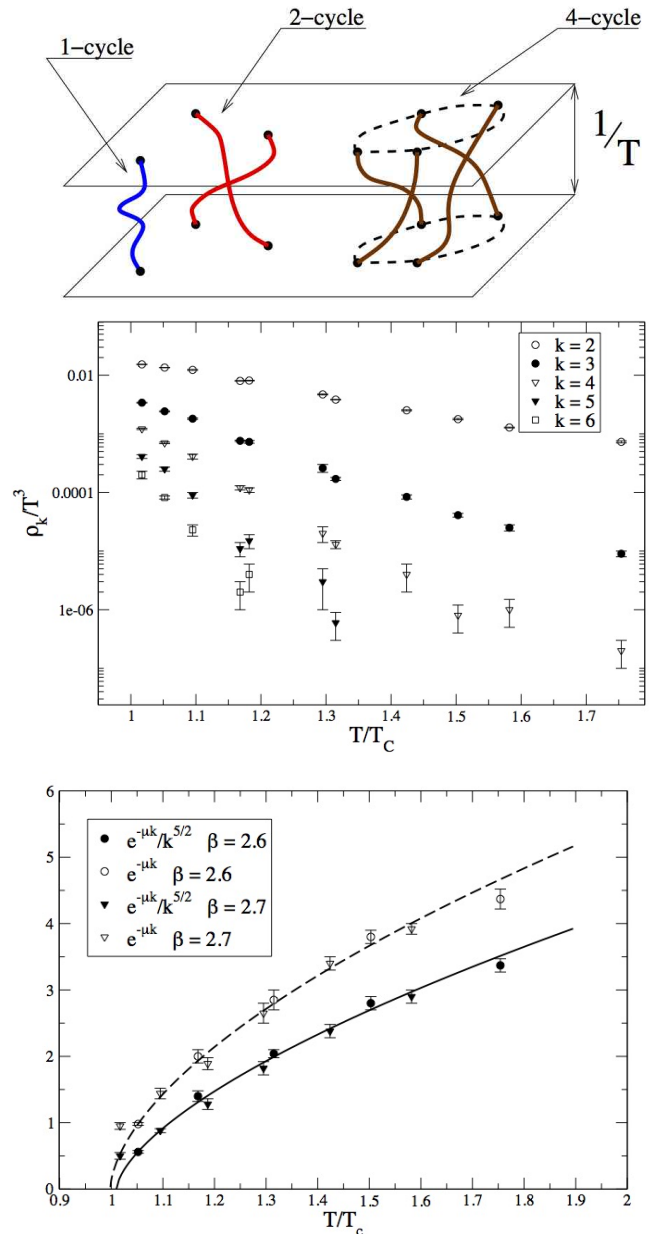 2−cycle
4−cycle
1−cycle
1/T
k = 2
k = 3
k = 4
k = 5
k = 6
0.01
0.0001
1e-06
ρₖ/T³
1 1.1 1.2 1.3 1.4 1.5 1.6 1.7
T/T_C
6
5
4
3
2
1
0
e^{-μk}/k^{5/2} β = 2.6
e^{-μk} β = 2.6
e^{-μk}/k^{5/2} β = 2.7
e^{-μk} β = 2.7
0.9 1 1.1 1.2 1.3 1.4 1.5 1.6 1.7 1.8 1.9 2
T/T_c